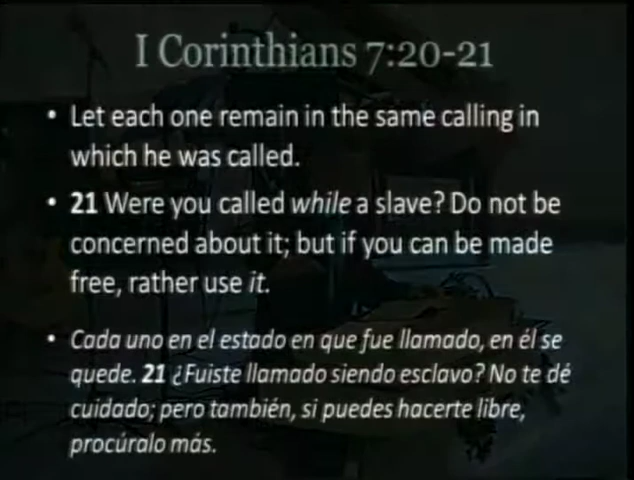 I Corinthians 7:20-21
• Let each one remain in the same calling in
which he was called.
• 21 Were you called while a slave? Do not be
concerned about it; but if you can be made
free, rather use it.
• Cada uno en el estado en que fue llamado, en él se
quede. 21 ¿Fuiste llamado siendo esclavo? No te dé
cuidado; pero también, si puedes hacerte libre,
procúralo más.